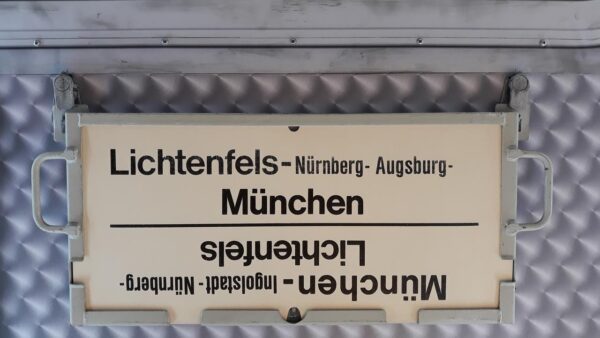 Lichtenfels-Nürnberg- Augsburg-
München
München-Ingolstadt-Nürnberg-
Lichtenfels